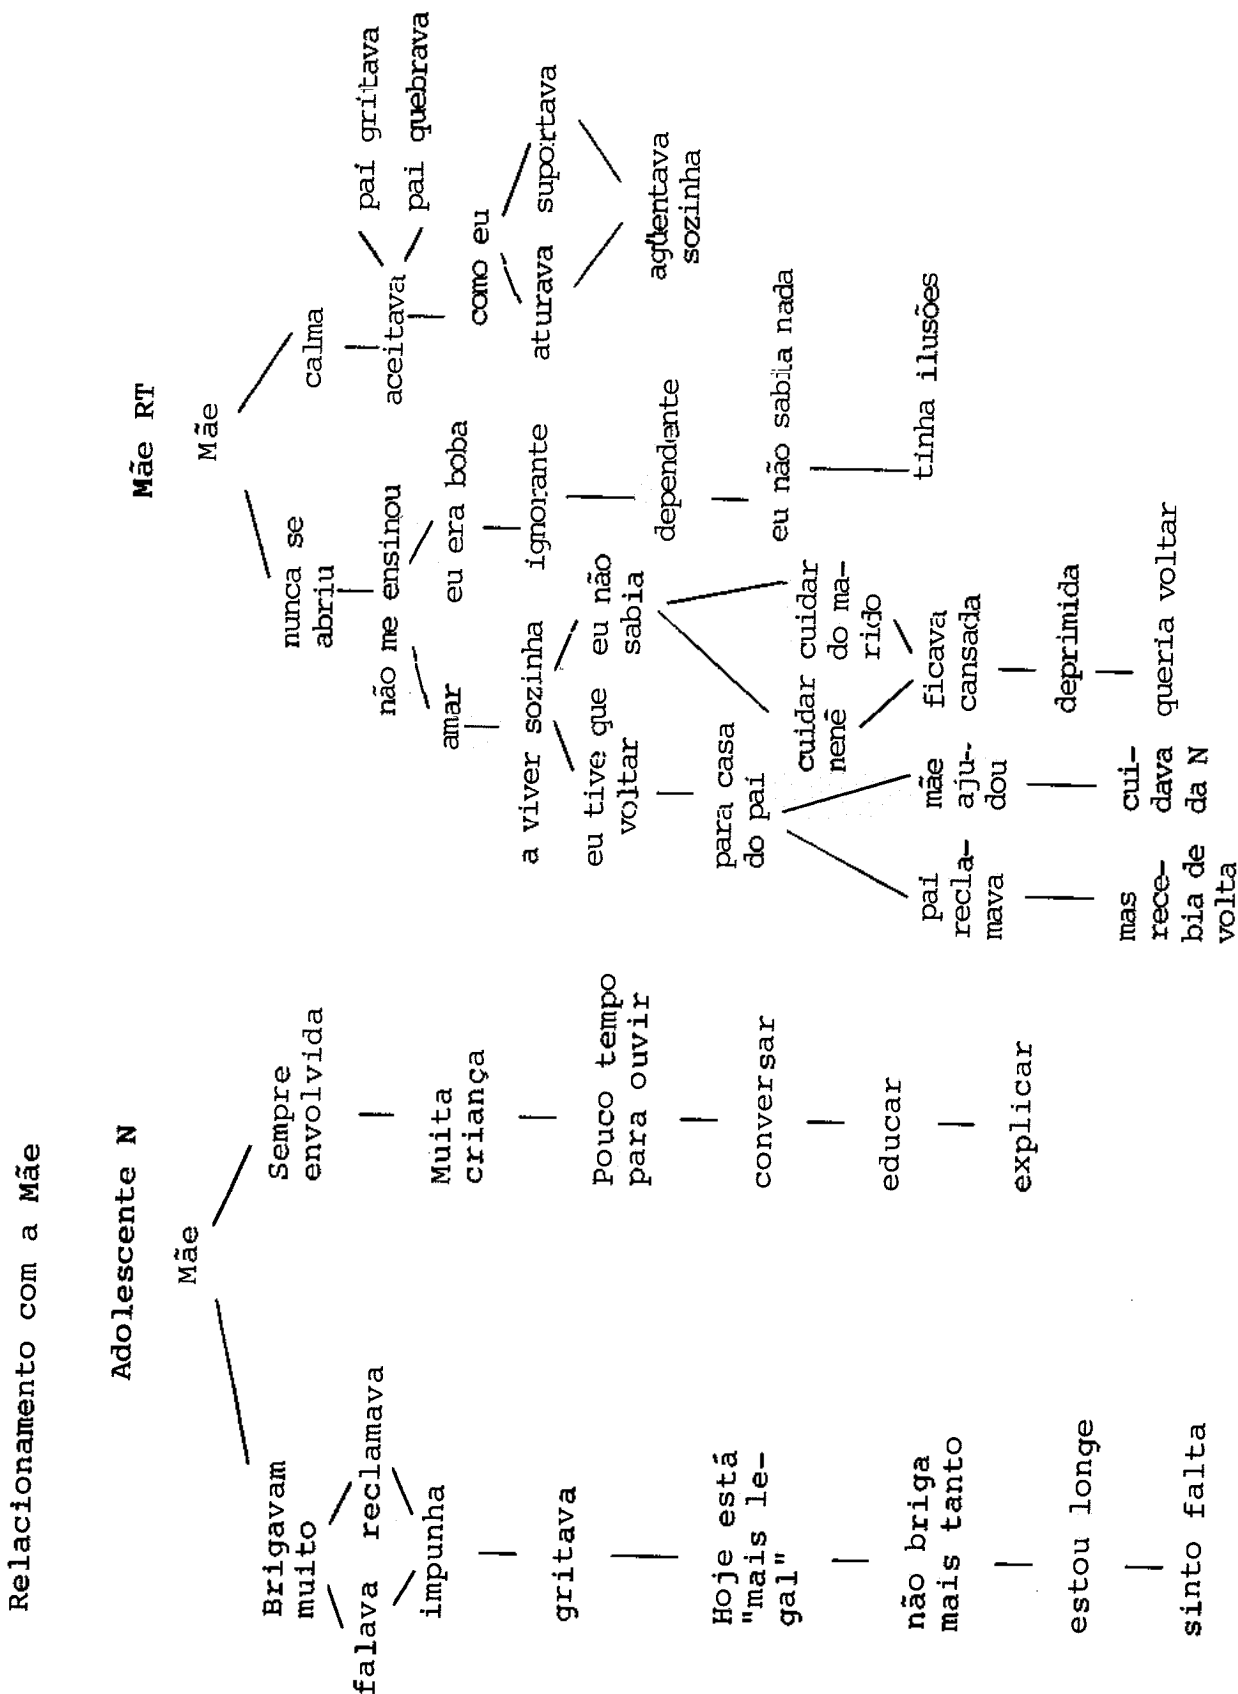 Relacionamento com a Mãe
Adolescente N
Mãe
Brigavam
muito
falava reclamava
impunha
gritava
Hoje está
"mais le-
gal"
não briga
mais tanto
estou longe
sinto falta
Sempre
envolvida
Muita
criança
Pouco tempo
para ouvir
conversar
educar
explicar
Mãe RT
Mãe
nunca se
abriu
não me ensinou
amar
a viver sozinha
eu tive que
voltar
para casa
do pai
pai
recla-
mava
mas
rece-
bia de
volta
mãe
aju-
dou
cui-
dava
da N
eu não
sabia
cuidar
nenê
cuidar
do ma-
rido
ficava
cansada
deprimida
queria voltar
eu era boba
ignorante
dependente
eu não sabia nada
tinha ilusões
calma
aceitava
pai gritava
pai quebrava
como eu
aturava suportava
agüentava
sozinha